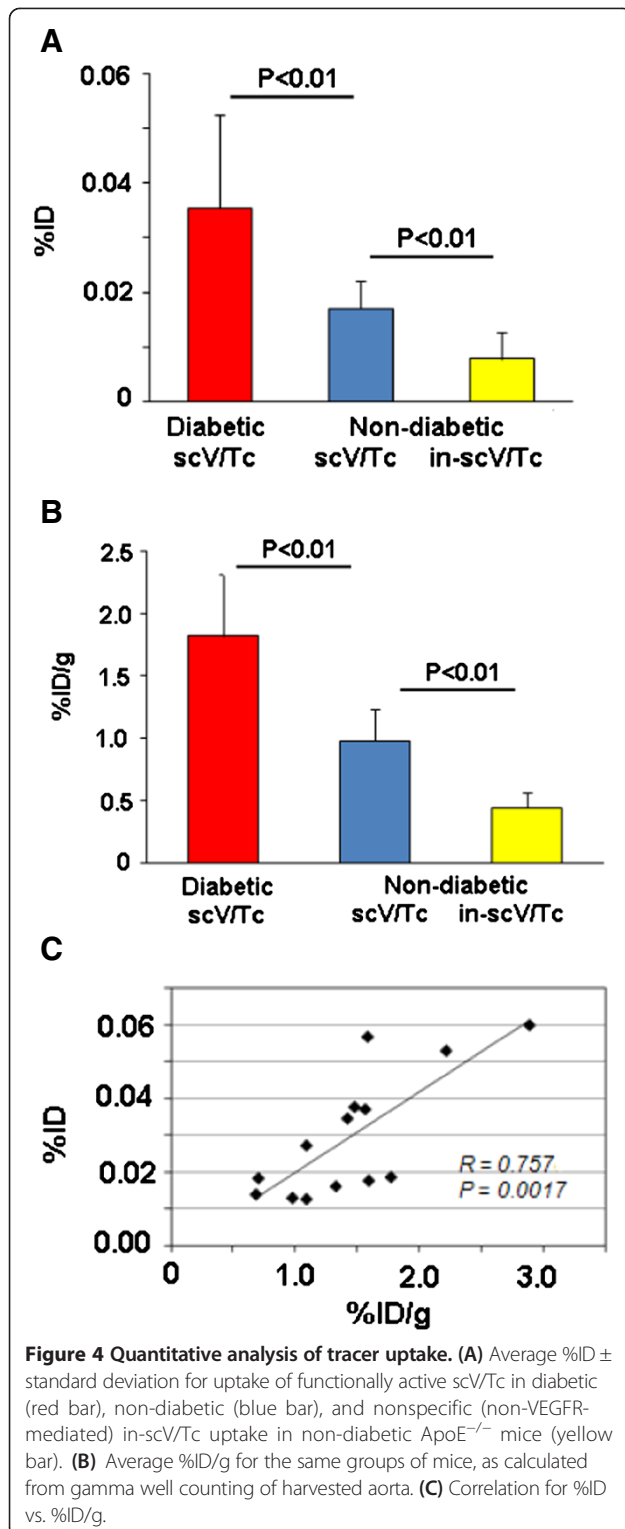 A
0.06
0.04
0.02
0
%ID
P<0.01
P<0.01
Diabetic
scV/Tc
Non-diabetic
scV/Tc in-scV/Tc
B
2.5
2.0
1.5
1.0
0.5
0
%ID/g
P<0.01
P<0.01
Diabetic
scV/Tc
Non-diabetic
scV/Tc in-scV/Tc
C
0.06
0.04
0.02
0.00
%ID
R = 0.757
P = 0.0017
0 1.0 2.0 3.0
%ID/g
Figure 4 Quantitative analysis of tracer uptake. (A) Average %ID ±
standard deviation for uptake of functionally active scV/Tc in diabetic
(red bar), non-diabetic (blue bar), and nonspecific (non-VEGFR-
mediated) in-scV/Tc uptake in non-diabetic ApoE−/− mice (yellow
bar). (B) Average %ID/g for the same groups of mice, as calculated
from gamma well counting of harvested aorta. (C) Correlation for %ID
vs. %ID/g.